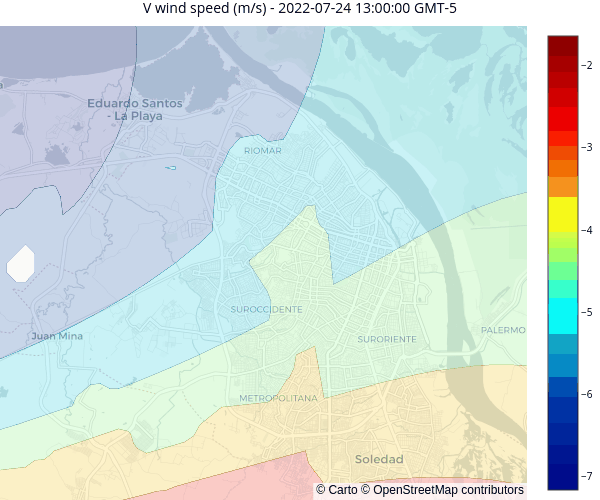 V wind speed (m/s) - 2022-07-24 13:00:00 GMT-5
Eduardo Santos
- La Playa
RIOMAR
SUROCCIDENTE
Juan Mina
SURORIENTE
PALERMO
METROPOLITANA
Soledad
© Carto © OpenStreetMap contributors
−2
−3
−4
−5
−6
−7